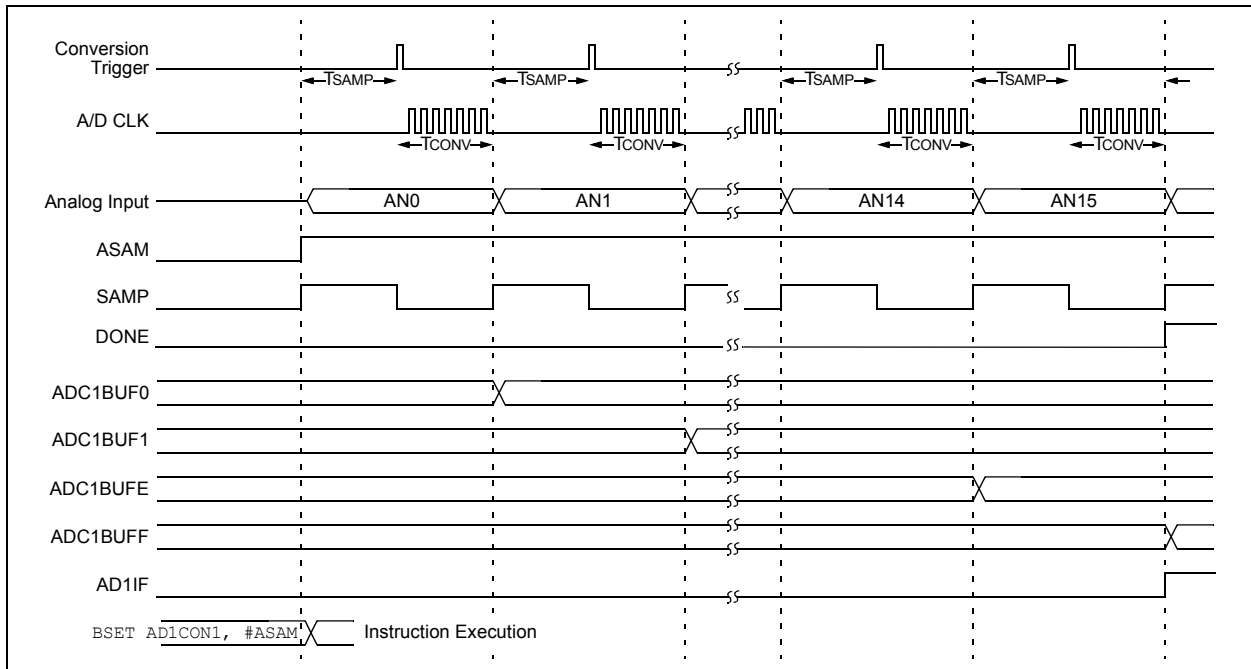 Conversion
Trigger
TSAMP TSAMP TSAMP TSAMP
A/D CLK
TCONV TCONV TCONV TCONV
Analog Input AN0 AN1 AN14 AN15
ASAM
SAMP
DONE
ADC1BUF0
ADC1BUF1
ADC1BUFE
ADC1BUFF
AD1IF
BSET AD1CON1, #ASAM Instruction Execution